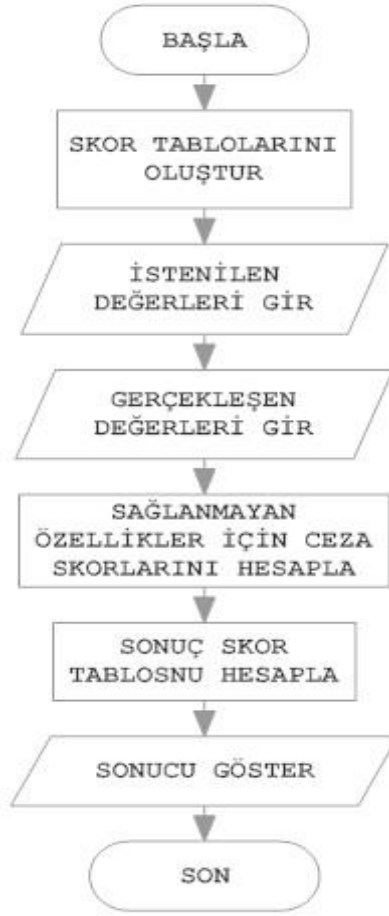 BAŞLA
SKOR TABLOLARINI
OLUŞTUR
İSTENİLEN
DEĞERLERİ GİR
GERÇEKLEŞEN
DEĞERLERİ GİR
SAĞLANMAYAN
ÖZELLİKLER İÇİN CEZA
SKORLARINI HESAPLA
SONUÇ SKOR
TABLOSNU HESAPLA
SONUCU GÖSTER
SON